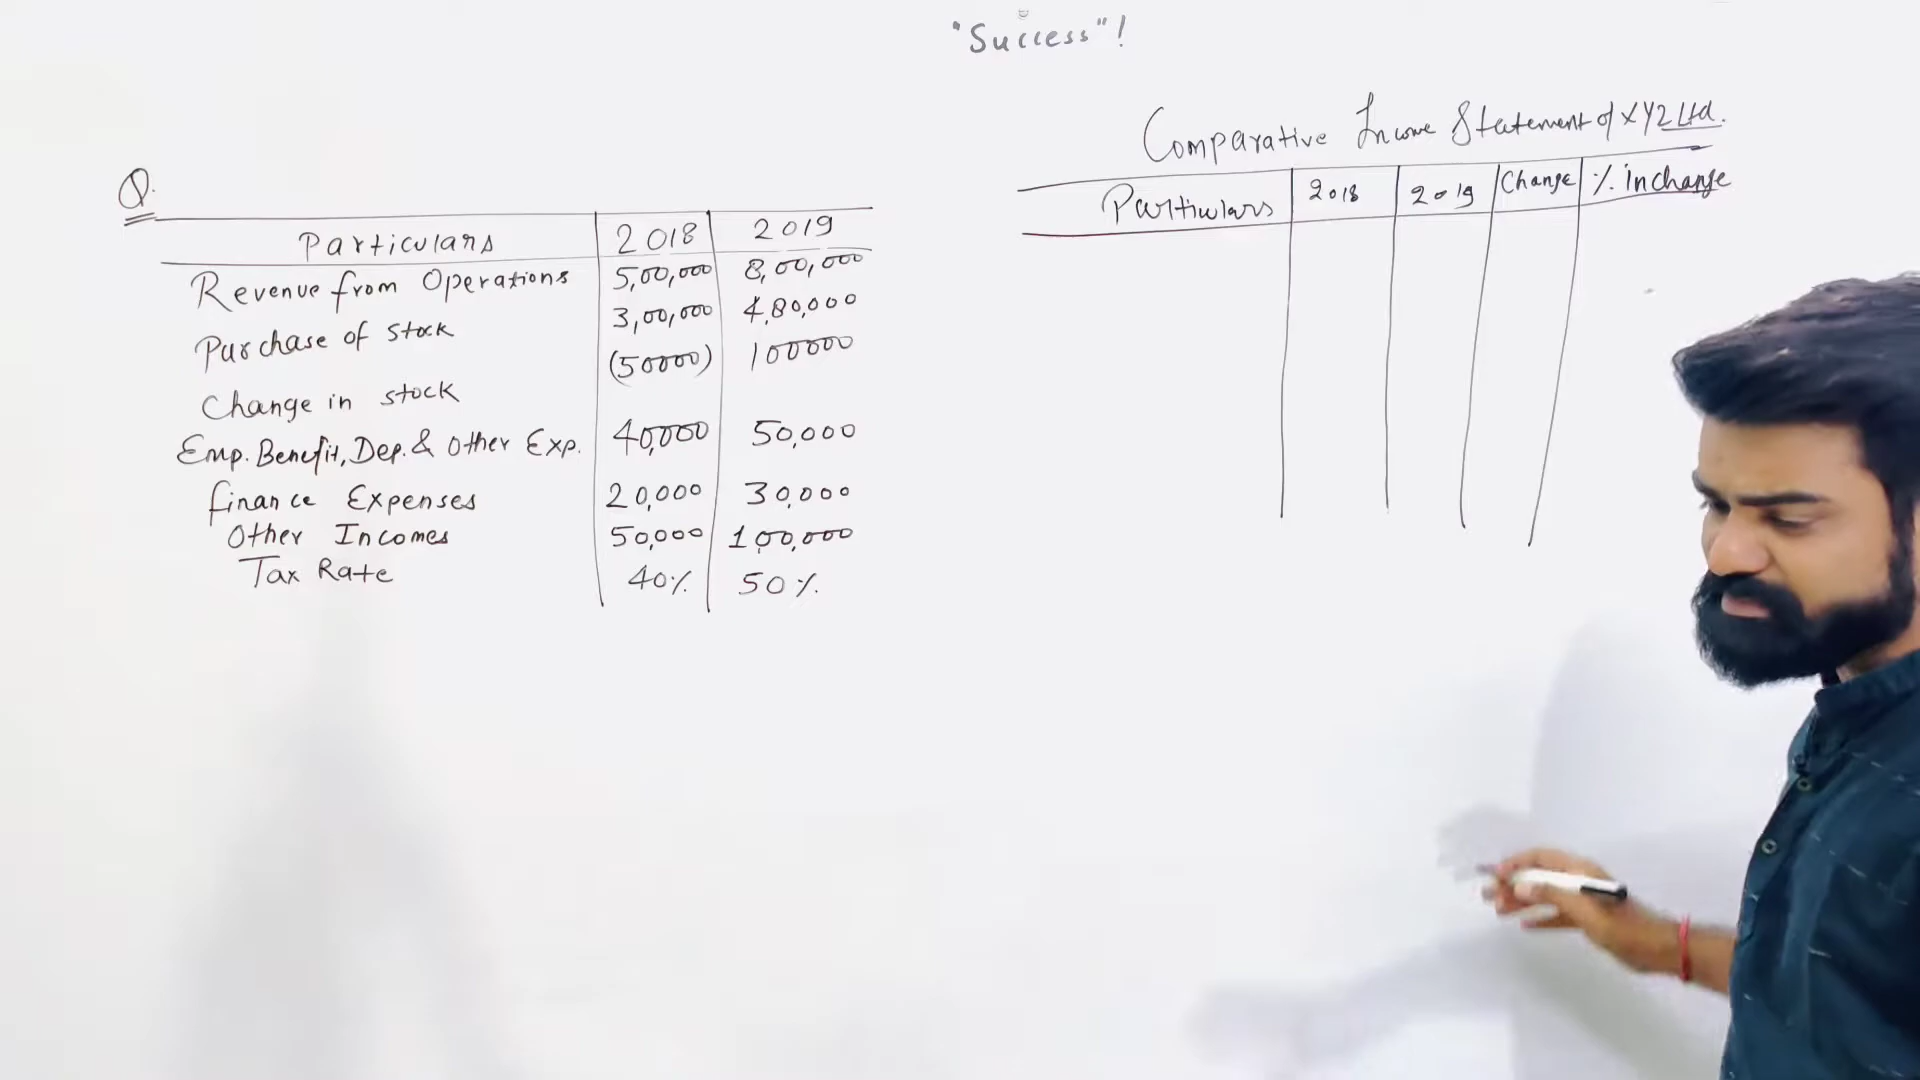 "Success"!
Q.
Particulars 2018 2019
Revenue from Operations 5,00,000 8,00,000
Purchase of stock 3,00,000 4,80,000
Change in stock (50000) 100000
Emp. Benefit, Dep. & Other Exp. 40,000 50,000
Finance Expenses 20,000 30,000
Other Incomes 50,000 100,000
Tax Rate 40% 50%
Comparative Income Statement of XYZ Ltd.
Particulars 2018 2019 Change % in change